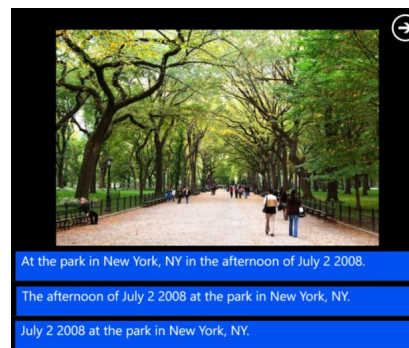 At the park in New York, NY in the afternoon of July 2 2008.
The afternoon of July 2 2008 at the park in New York, NY.
July 2 2008 at the park in New York, NY.